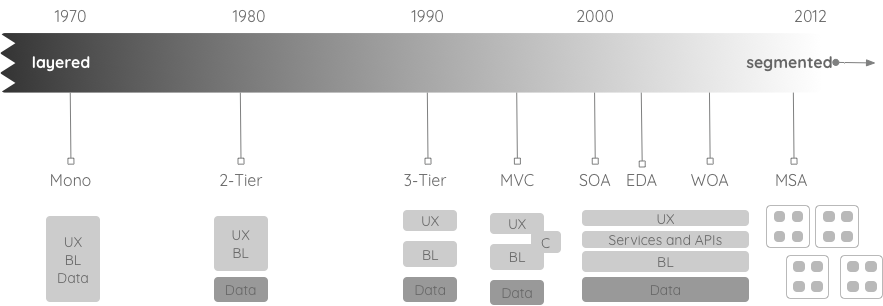 1970 1980 1990 2000 2012
layered segmented
Mono 2-Tier 3-Tier MVC SOA EDA WOA MSA
UX
BL
Data
UX
BL
Data
UX
BL
Data
UX
C
BL
Data
UX
Services and APIs
BL
Data